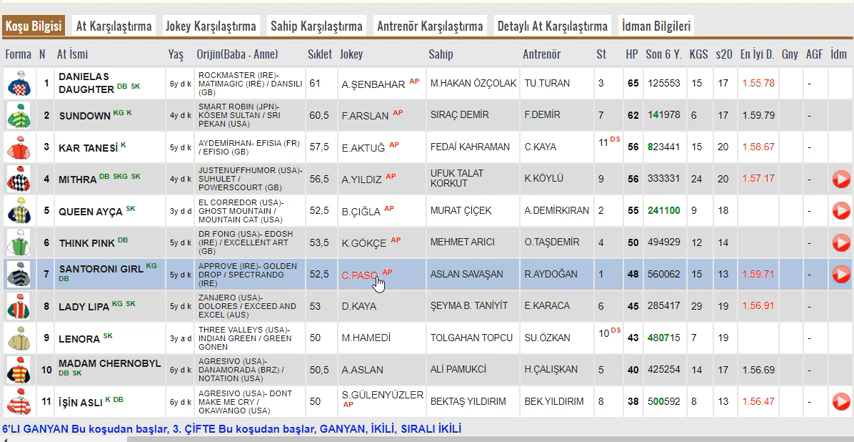 Koşu Bilgisi At Karşılaştırma Jokey Karşılaştırma Sahip Karşılaştırma Antrenör Karşılaştırma Detaylı At Karşılaştırma İdman Bilgileri
Forma N At İsmi Yaş Orijin(Baba - Anne) Sıklet Jokey Sahip Antrenör St HP Son 6 Y. KGS s20 En İyi D. Gny AGF İdm
1 DANIELAS DAUGHTER DB SK 6y d k ROCKMASTER (IRE)- MATIMAGIC (IRE) / DANSILI (GB) 61 A.ŞENBAHAR AP M.HAKAN ÖZÇOLAK TU.TURAN 3 65 125553 15 17 1.55.78 -
2 SUNDOWN KG K 4y d k SMART ROBIN (JPN)- KÖSEM SULTAN / SRI PEKAN (USA) 60,5 F.ARSLAN AP SIRAÇ DEMİR F.DEMİR 7 62 141978 6 17 1.59.79 -
3 KAR TANESİ K 5y d k AYDEMİRHAN- EFISIA (FR) / EFISIO (GB) 57,5 E.AKTUĞ AP FEDAİ KAHRAMAN C.KAYA 11 DS 56 823441 15 20 1.58.67 -
4 MITHRA DB SKG SK 4y d k JUSTENUFFHUMOR (USA)- SUHULET / POWERSCOURT (GB) 56,5 A.YILDIZ AP UFUK TALAT KORKUT K.KÖYLÜ 9 56 333331 24 20 1.57.17 -
5 QUEEN AYÇA SK 3y d d EL CORREDOR (USA)- GHOST MOUNTAIN / MOUNTAIN CAT (USA) 52,5 B.ÇIĞLA AP MURAT ÇİÇEK A.DEMİRKIRAN 2 55 241100 9 18 -
6 THINK PINK DB 5y d k DR FONG (USA)- EDOSH (IRE) / EXCELLENT ART (GB) 53,5 K.GÖKÇE AP MEHMET ARICI O.TAŞDEMİR 4 50 494929 12 14 -
7 SANTORONI GIRL KG DB 5y d k APPROVE (IRE)- GOLDEN DROP / SPECTRANDO (IRE) 52,5 C.PASO AP ASLAN SAVAŞAN R.AYDOĞAN 1 48 560062 15 13 1.59.71 -
8 LADY LIPA KG SK 6y d k ZANJERO (USA)- DOLORES / EXCEED AND EXCEL (AUS) 53 D.KAYA ŞEYMA B. TANIYİT E.KARACA 6 45 285417 29 19 1.56.91 -
9 LENORA SK 3y a d THREE VALLEYS (USA)- INDIAN GREEN / GREEN GÖNEN 50 M.HAMEDİ TOLGAHAN TOPCU SU.ÖZKAN 10 DS 43 480715 7 19 -
10 MADAM CHERNOBYL DB SK 6y d k AGRESIVO (USA)- DANAMORADA (BRZ) / NOTATION (USA) 50,5 A.ASLAN ALİ PAMUKCİ H.ÇALIŞKAN 5 40 425254 14 17 1.56.69 -
11 İŞİN ASLI K DB 6y d k AGRESIVO (USA)- DONT MAKE ME CRY / OKAWANGO (USA) 50 S.GÜLENYÜZLER AP BEKTAŞ YILDIRIM BEK.YILDIRIM 8 38 500592 8 13 1.56.47 -
6'LI GANYAN Bu koşudan başlar, 3. ÇİFTE Bu koşudan başlar, GANYAN, İKİLİ, SIRALI İKİLİ